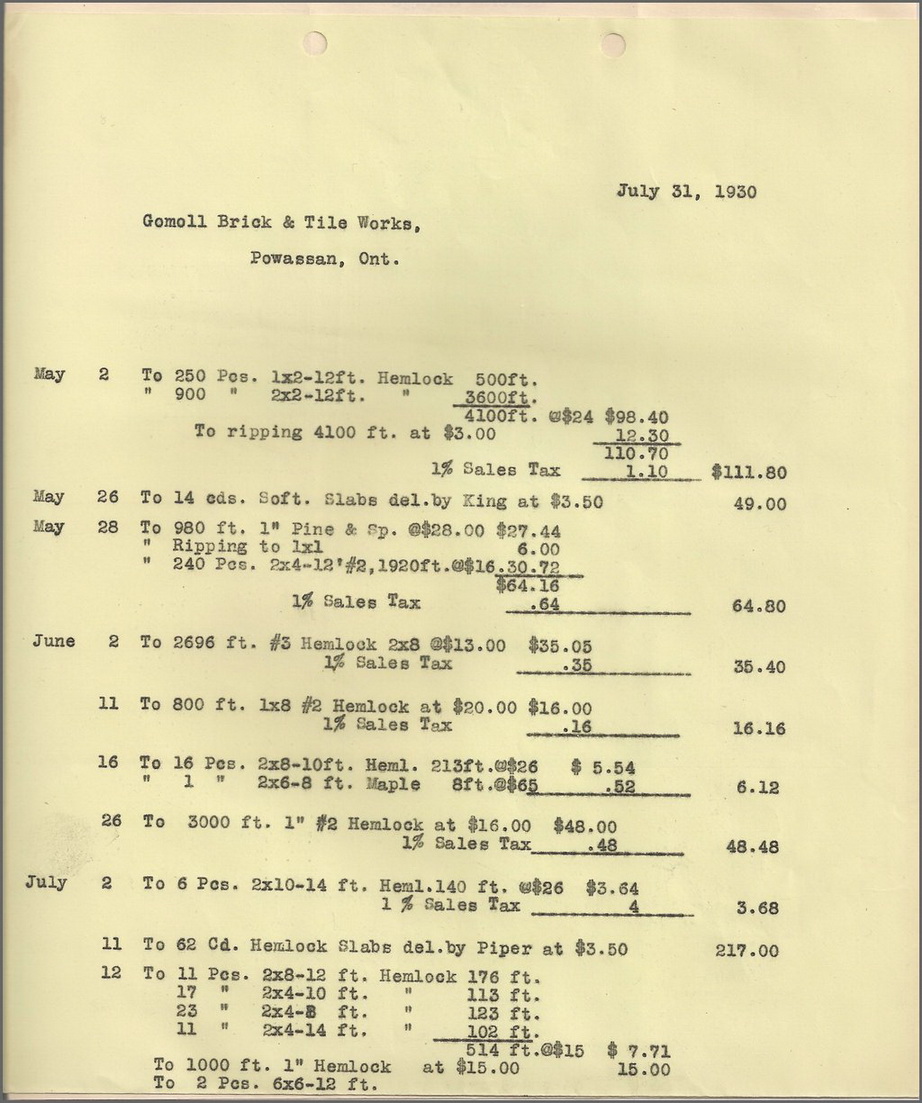 July 31, 1930
Gomoll Brick & Tile Works,
Powassan, Ont.
May 2 To 250 Pcs. 1x2-12ft. Hemlock 500ft.
" 900 " 2x2-12ft. " 3600ft.
4100ft. @$24 $98.40
To ripping 4100 ft. at $3.00 12.30
110.70
1% Sales Tax 1.10 $111.80
May 26 To 14 cds. Soft. Slabs del.by King at $3.50 49.00
May 28 To 980 ft. 1" Pine & Sp. @$28.00 $27.44
" Ripping to 1x1 6.00
" 240 Pcs. 2x4-12'#2,1920ft.@$16.30.72
$64.16
1% Sales Tax .64 64.80
June 2 To 2696 ft. #3 Hemlock 2x8 @$13.00 $35.05
1% Sales Tax .35 35.40
11 To 800 ft. 1x8 #2 Hemlock at $20.00 $16.00
1% Sales Tax .16 16.16
16 To 16 Pcs. 2x8-10ft. Heml. 213ft.@$26 $ 5.54
" 1 " 2x6-8 ft. Maple 8ft.@$65 .52 6.12
26 To 3000 ft. 1" #2 Hemlock at $16.00 $48.00
1% Sales Tax .48 48.48
July 2 To 6 Pcs. 2x10-14 ft. Heml.140 ft. @$26 $3.64
1 % Sales Tax 4 3.68
11 To 62 Cd. Hemlock Slabs del.by Piper at $3.50 217.00
12 To 11 Pcs. 2x8-12 ft. Hemlock 176 ft.
17 " 2x4-10 ft. " 113 ft.
23 " 2x4-8 ft. " 123 ft.
11 " 2x4-14 ft. " 102 ft.
514 ft.@$15 $ 7.71
To 1000 ft. 1" Hemlock at $15.00 15.00
To 2 Pcs. 6x6-12 ft.